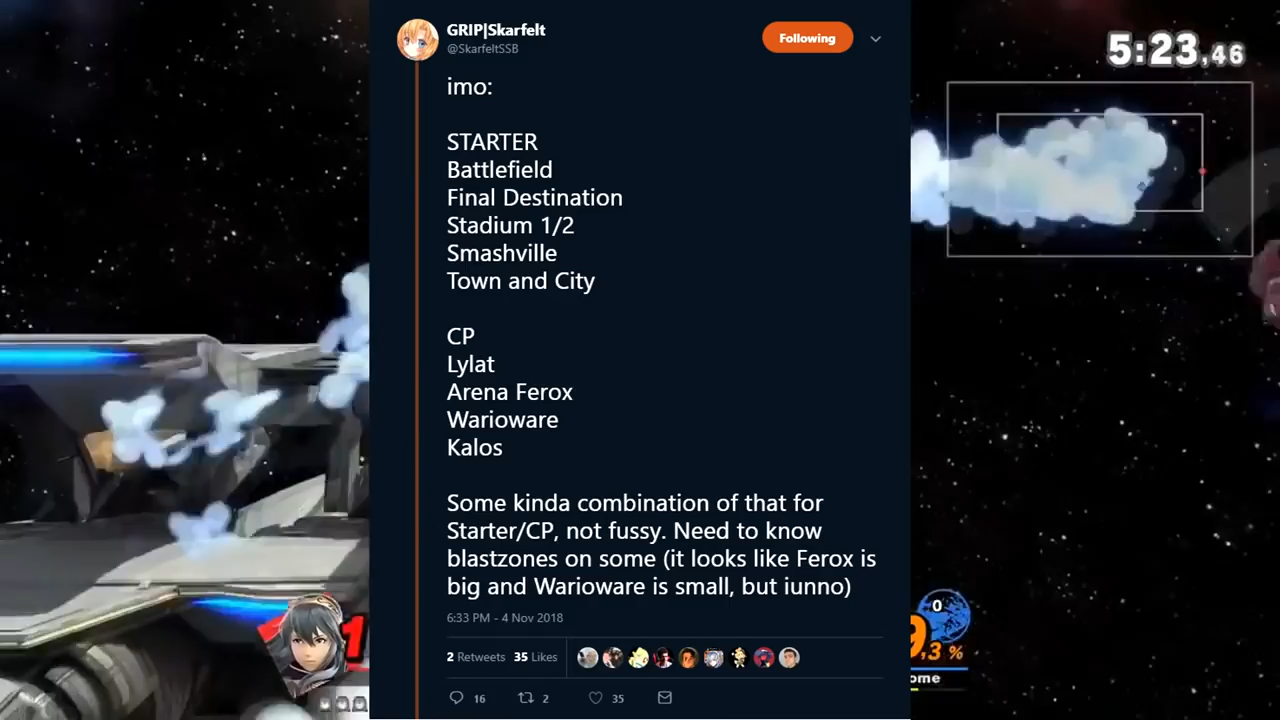 GRIP|Skarfelt
@SkarfeltSSB
Following
5:23,46
imo:
STARTER
Battlefield
Final Destination
Stadium 1/2
Smashville
Town and City
CP
Lylat
Arena Ferox
Warioware
Kalos
Some kinda combination of that for
Starter/CP, not fussy. Need to know
blastzones on some (it looks like Ferox is
big and Warioware is small, but iunno)
6:33 PM - 4 Nov 2018
2 Retweets 35 Likes
16 2 35
1
0
9,3 %
ome